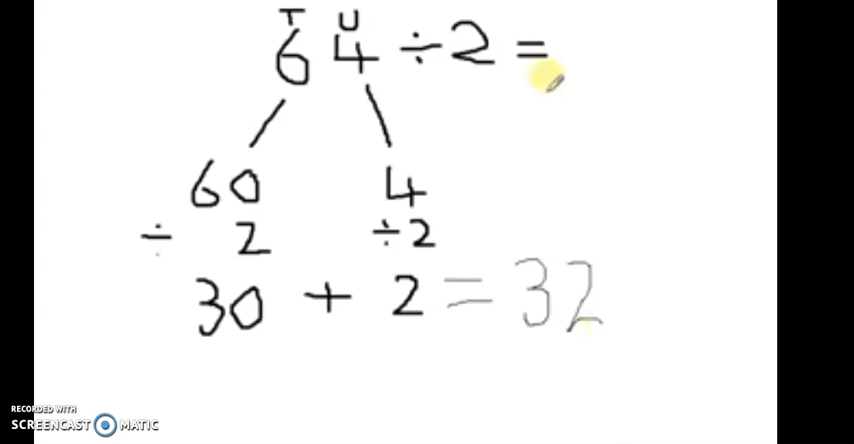 T U
64 ÷ 2 =
60 4
÷ 2 ÷2
30 + 2 = 32
RECORDED WITH
SCREENCAST MATIC